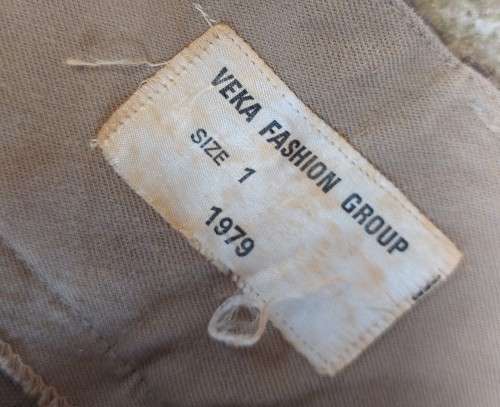 VEKA FASHION GROUP
SIZE 1
1979